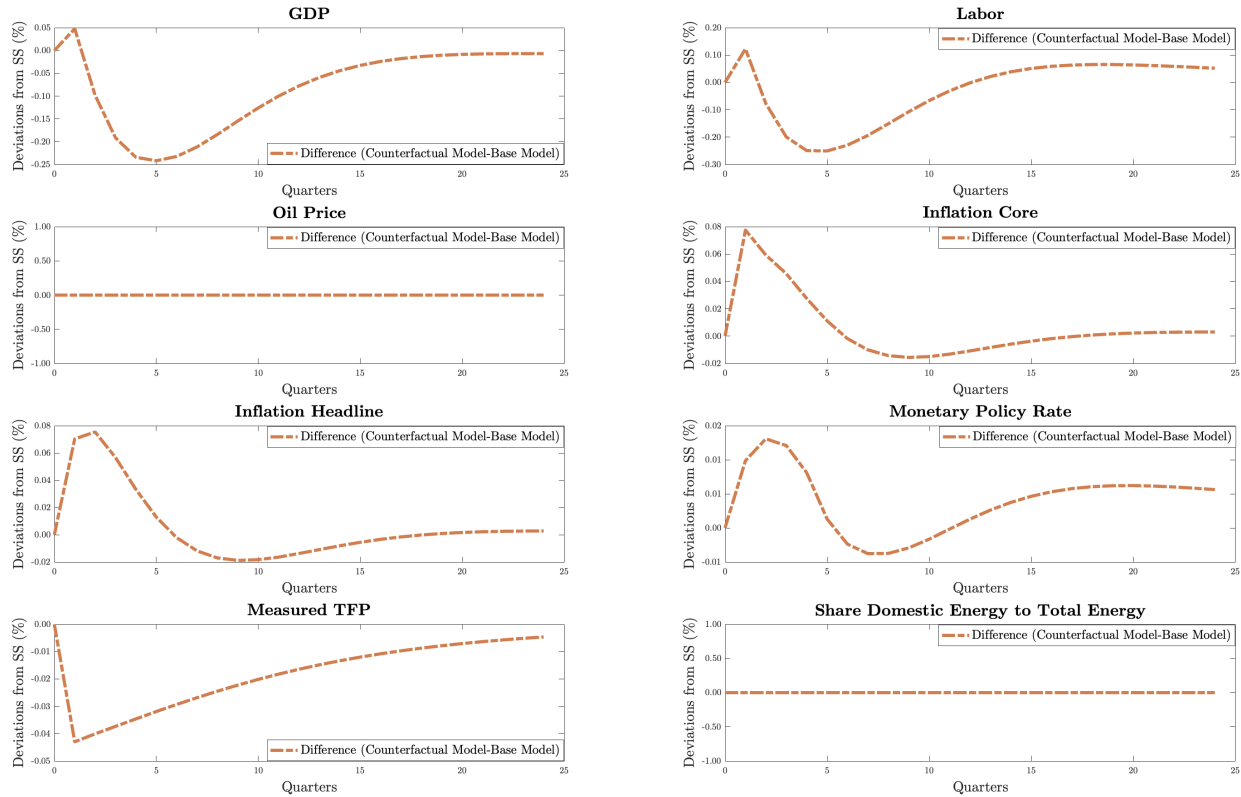 GDP
Deviations from SS (%)
0.05
0.00
-0.05
-0.10
-0.15
-0.20
-0.25
Difference (Counterfactual Model-Base Model)
0 5 10 15 20 25
Quarters
Labor
Deviations from SS (%)
0.20
0.10
0.00
-0.10
-0.20
-0.30
Difference (Counterfactual Model-Base Model)
0 5 10 15 20 25
Quarters
Oil Price
Deviations from SS (%)
1.00
0.50
0.00
-0.50
-1.00
Difference (Counterfactual Model-Base Model)
0 5 10 15 20 25
Quarters
Inflation Core
Deviations from SS (%)
0.08
0.06
0.04
0.02
0.00
-0.02
Difference (Counterfactual Model-Base Model)
0 5 10 15 20 25
Quarters
Inflation Headline
Deviations from SS (%)
0.08
0.06
0.04
0.02
0.00
-0.02
Difference (Counterfactual Model-Base Model)
0 5 10 15 20 25
Quarters
Monetary Policy Rate
Deviations from SS (%)
0.02
0.01
0.01
0.00
-0.01
Difference (Counterfactual Model-Base Model)
0 5 10 15 20 25
Quarters
Measured TFP
Deviations from SS (%)
0.00
-0.01
-0.02
-0.03
-0.04
-0.05
Difference (Counterfactual Model-Base Model)
0 5 10 15 20 25
Quarters
Share Domestic Energy to Total Energy
Deviations from SS (%)
1.00
0.50
0.00
-0.50
-1.00
Difference (Counterfactual Model-Base Model)
0 5 10 15 20 25
Quarters